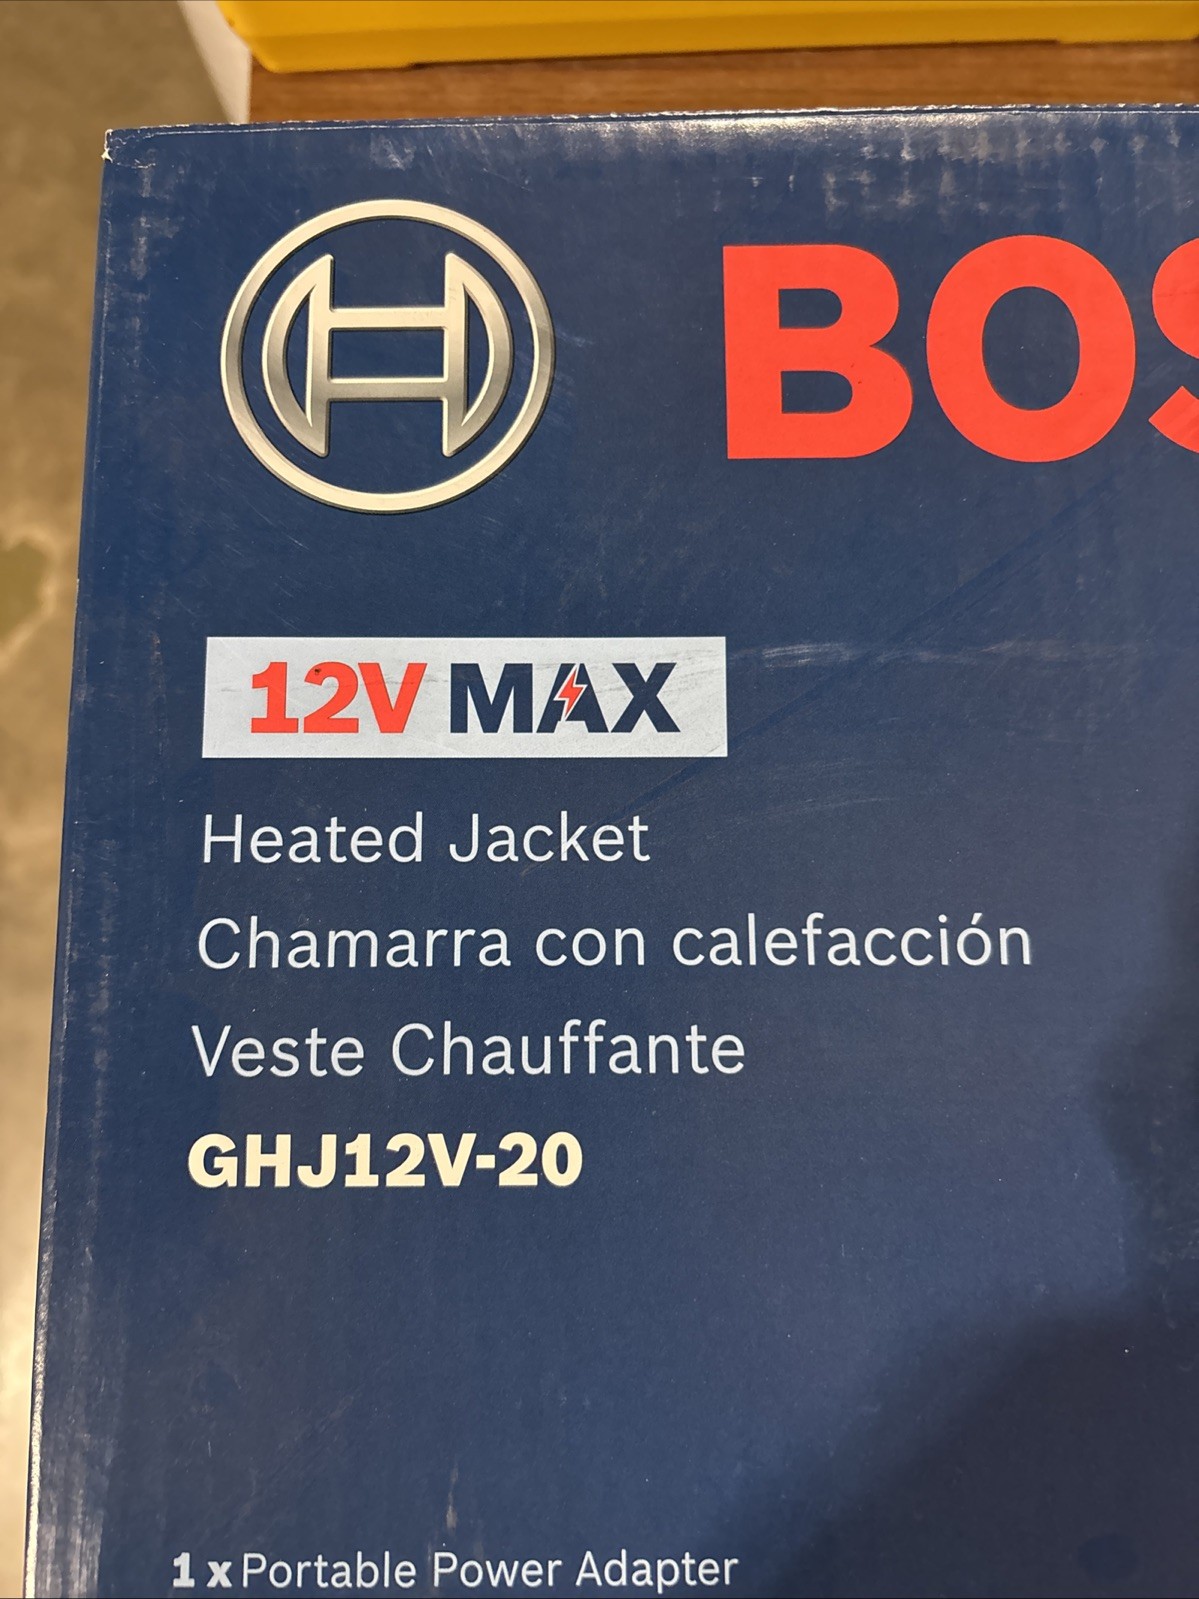 BOS
12V MAX
Heated Jacket
Chamarra con calefacción
Veste Chauffante
GHJ12V-20
1 x Portable Power Adapter